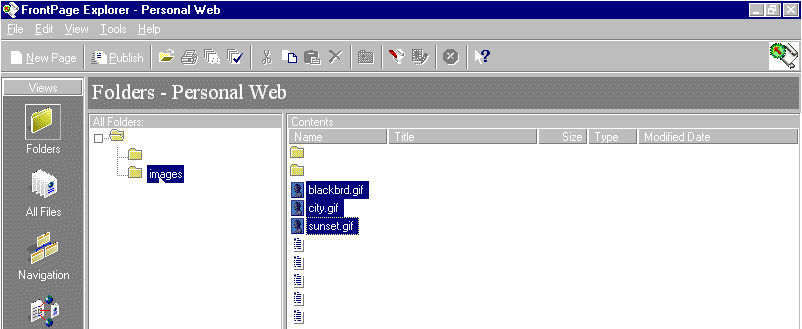 FrontPage Explorer - Personal Web
File Edit View Tools Help
New Page Publish
Views
Folders - Personal Web
All Folders:
Contents
Name Title Size Type Modified Date
Folders
images
blackbrd.gif
city.gif
sunset.gif
All Files
Navigation